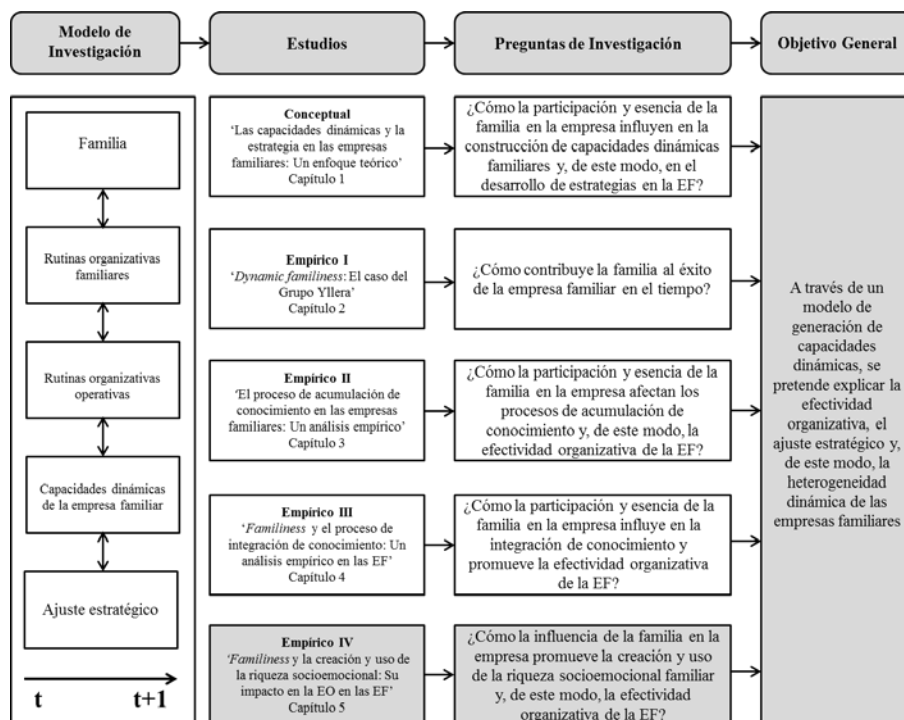 Modelo de
Investigación
Estudios
Preguntas de Investigación
Objetivo General
Familia
Rutinas organizativas
familiares
Rutinas organizativas
operativas
Capacidades dinámicas
de la empresa familiar
Ajuste estratégico
t
t+1
Conceptual
'Las capacidades dinámicas y la
estrategia en las empresas
familiares: Un enfoque teórico'
Capítulo 1
¿Cómo la participación y esencia de la
familia en la empresa influyen en la
construcción de capacidades dinámicas
familiares y, de este modo, en el
desarrollo de estrategias en la EF?
Empírico I
'Dynamic familiness: El caso del
Grupo Yllera'
Capítulo 2
¿Cómo contribuye la familia al éxito
de la empresa familiar en el tiempo?
Empírico II
'El proceso de acumulación de
conocimiento en las empresas
familiares: Un análisis empírico'
Capítulo 3
¿Cómo la participación y esencia de la
familia en la empresa afectan los
procesos de acumulación de
conocimiento y, de este modo, la
efectividad organizativa de la EF?
Empírico III
'Familiness y el proceso de
integración de conocimiento: Un
análisis empírico en las EF'
Capítulo 4
¿Cómo la participación y esencia de la
familia en la empresa influye en la
integración de conocimiento y
promueve la efectividad organizativa
de la EF?
Empírico IV
'Familiness y la creación y uso de
la riqueza socioemocional: Su
impacto en la EO en las EF'
Capítulo 5
¿Cómo la influencia de la familia en la
empresa promueve la creación y uso
de la riqueza socioemocional familiar
y, de este modo, la efectividad
organizativa de la EF?
A través de un
modelo de
generación de
capacidades
dinámicas, se
pretende explicar la
efectividad
organizativa, el
ajuste estratégico y,
de este modo, la
heterogeneidad
dinámica de las
empresas familiares